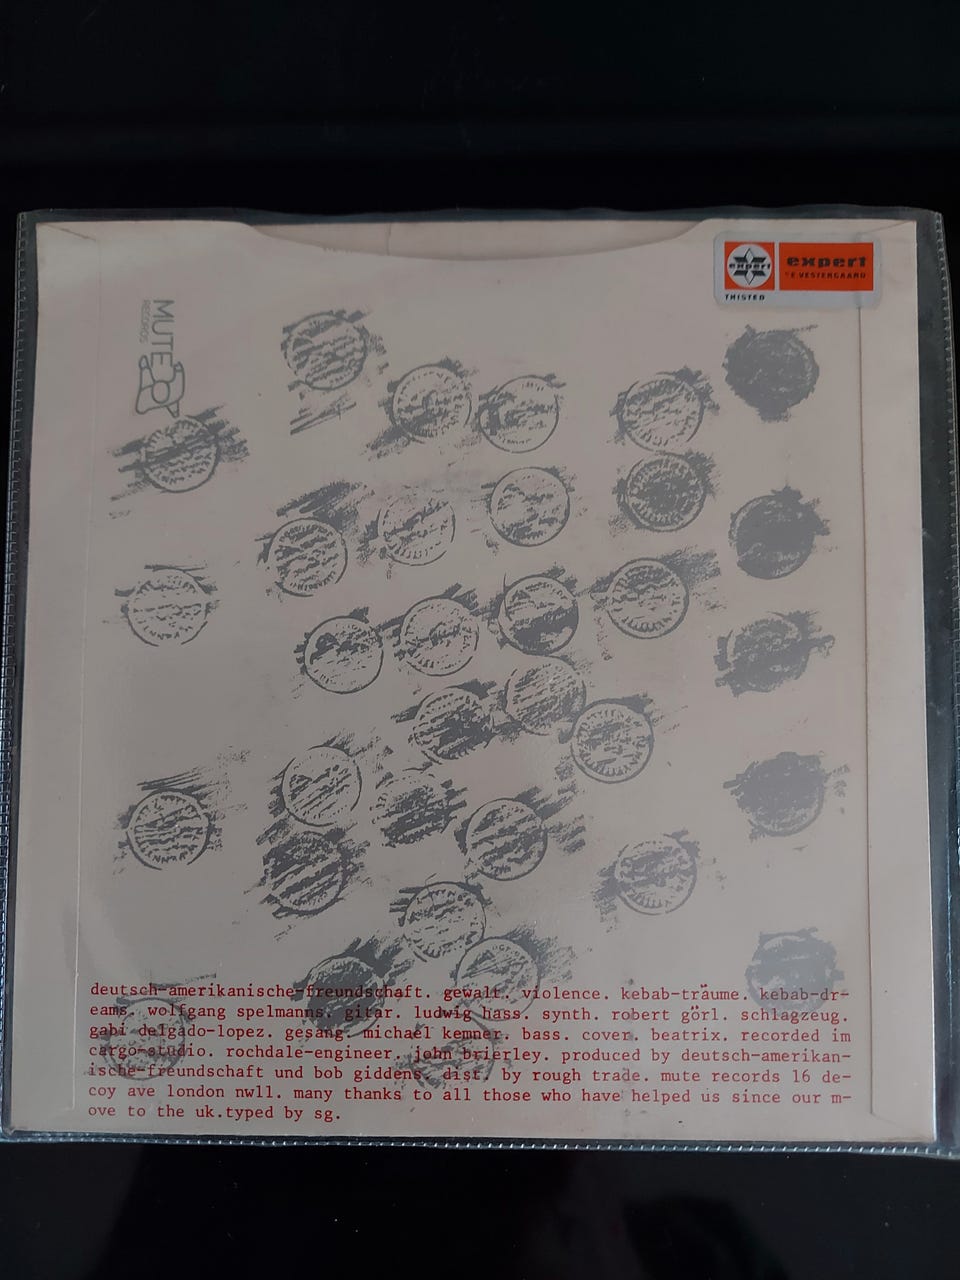 expert
expert
E. VESTERGAARD
THISTED
MUTE
RECORDS
deutsch-amerikanische-freundschaft. gewalt. violence. kebab-träume. kebab-dr-
eams. wolfgang spelmanns. gitar. ludwig hass. synth. robert görl. schlagzeug.
gabi delgado-lopez. gesang. michael kemner. bass. cover. beatrix. recorded im
cargo-studio. rochdale-engineer. john brierley. produced by deutsch-amerikan-
ische-freundschaft und bob giddens. dist. by rough trade. mute records 16 de-
coy ave london nw11. many thanks to all those who have helped us since our m-
ove to the uk.typed by sg.